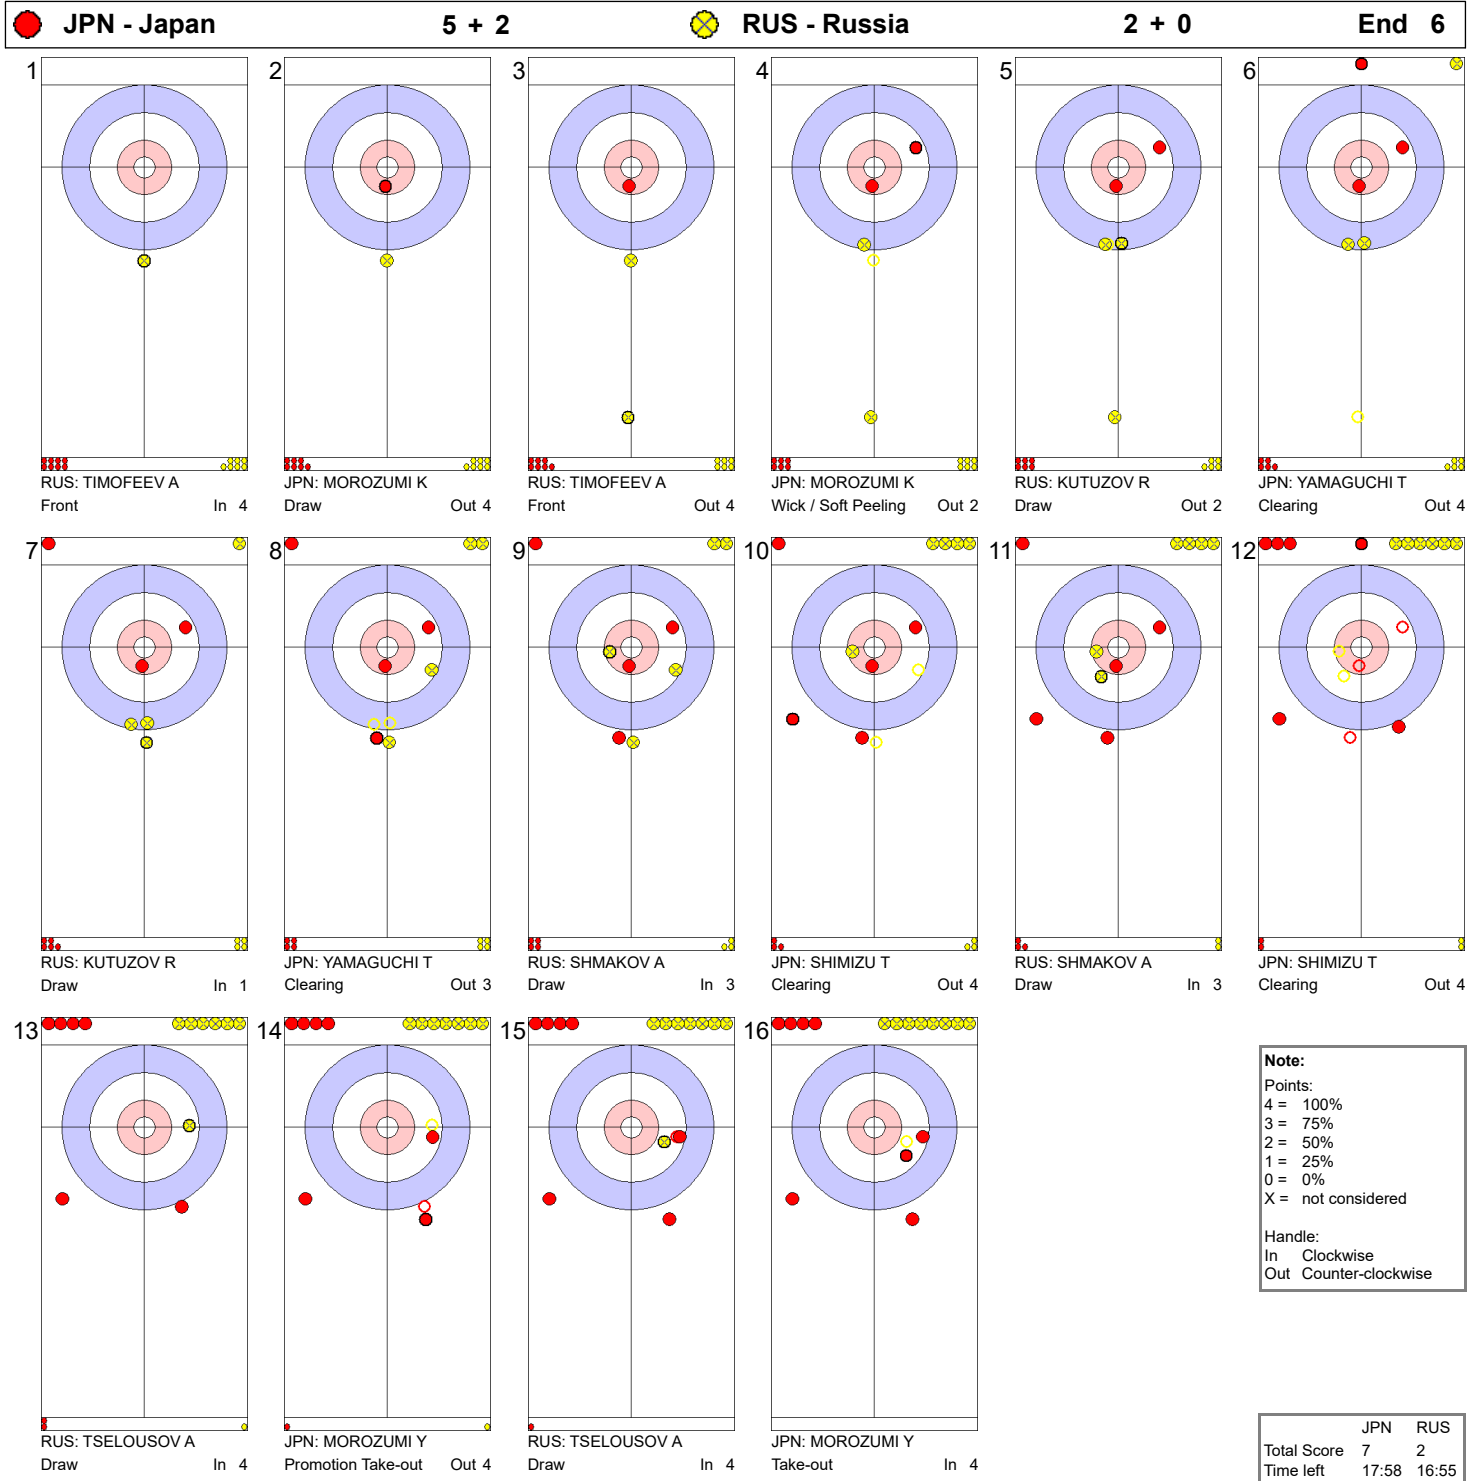 JPN - Japan 5 + 2 RUS - Russia 2 + 0 End 6
1 2 3 4 5 6
RUS: TIMOFEEV A JPN: MOROZUMI K RUS: TIMOFEEV A JPN: MOROZUMI K RUS: KUTUZOV R JPN: YAMAGUCHI T
Front In 4 Draw Out 4 Front Out 4 Wick / Soft Peeling Out 2 Draw Out 2 Clearing Out 4
7 8 9 10 11 12
RUS: KUTUZOV R JPN: YAMAGUCHI T RUS: SHMAKOV A JPN: SHIMIZU T RUS: SHMAKOV A JPN: SHIMIZU T
Draw In 1 Clearing Out 3 Draw In 3 Clearing Out 4 Draw In 3 Clearing Out 4
13 14 15 16
RUS: TSELOUSOV A JPN: MOROZUMI Y RUS: TSELOUSOV A JPN: MOROZUMI Y
Draw In 4 Promotion Take-out Out 4 Draw In 4 Take-out In 4
Note:
Points:
4 = 100%
3 = 75%
2 = 50%
1 = 25%
0 = 0%
X = not considered
Handle:
In Clockwise
Out Counter-clockwise
JPN RUS
Total Score 7 2
Time left 17:58 16:55